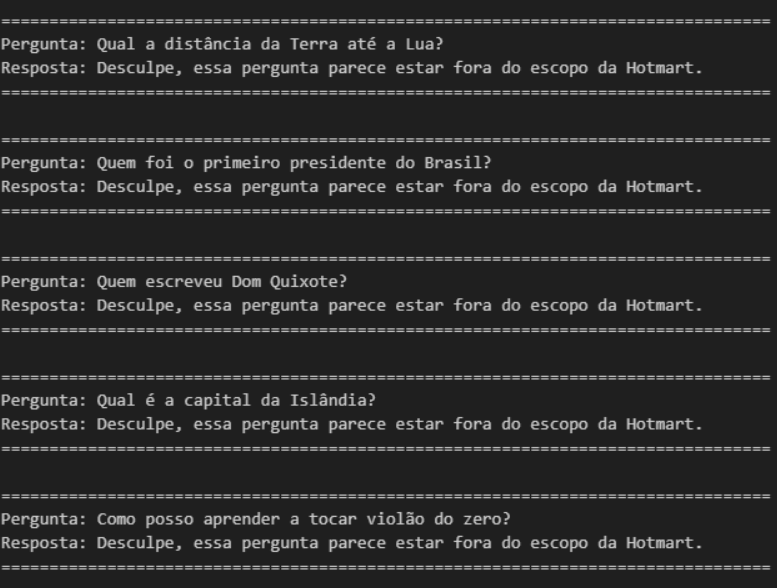 ================================================================================
Pergunta: Qual a distância da Terra até a Lua?
Resposta: Desculpe, essa pergunta parece estar fora do escopo da Hotmart.
================================================================================
================================================================================
Pergunta: Quem foi o primeiro presidente do Brasil?
Resposta: Desculpe, essa pergunta parece estar fora do escopo da Hotmart.
================================================================================
================================================================================
Pergunta: Quem escreveu Dom Quixote?
Resposta: Desculpe, essa pergunta parece estar fora do escopo da Hotmart.
================================================================================
================================================================================
Pergunta: Qual é a capital da Islândia?
Resposta: Desculpe, essa pergunta parece estar fora do escopo da Hotmart.
================================================================================
================================================================================
Pergunta: Como posso aprender a tocar violão do zero?
Resposta: Desculpe, essa pergunta parece estar fora do escopo da Hotmart.
================================================================================